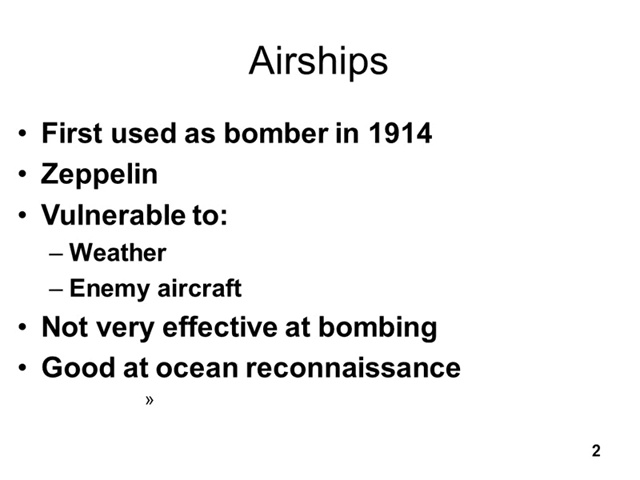 Airships
• First used as bomber in 1914
• Zeppelin
• Vulnerable to:
– Weather
– Enemy aircraft
• Not very effective at bombing
• Good at ocean reconnaissance
»
2